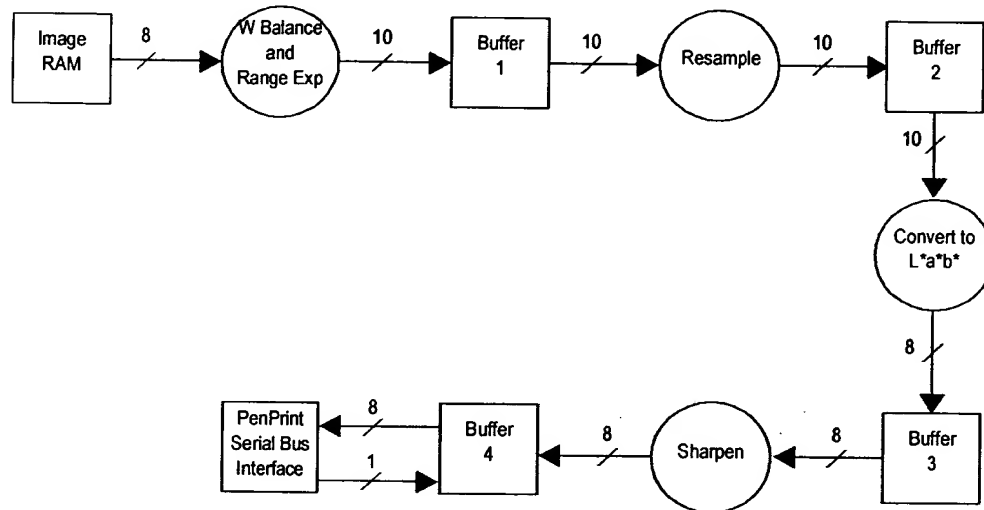 Image
RAM
8
W Balance
and
Range Exp
10
Buffer
1
10
Resample
10
Buffer
2
10
Convert to
L*a*b*
8
Buffer
3
8
Sharpen
8
Buffer
4
8
1
PenPrint
Serial Bus
Interface